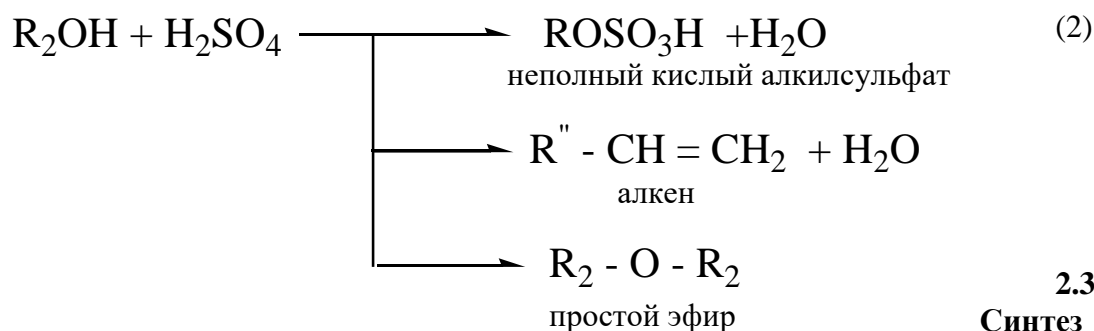 R₂OH + H₂SO₄ ROSO₃H +H₂O (2)
неполный кислый алкилсульфат
R" - CH = CH₂ + H₂O
алкен
R₂ - O - R₂
простой эфир
2.3
Синтез